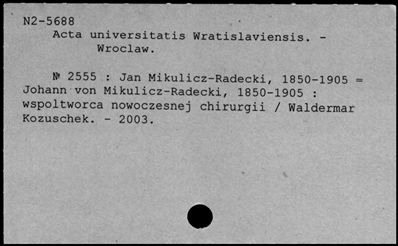 N2-5688
Acta universitatis Wratislaviensis. -
Wroclaw.
№ 2555 : Jan Mikulicz-Radecki, 1850-1905 =
Johann von Mikulicz-Radecki, 1850-1905 :
wspoltworca nowoczesnej chirurgii / Waldermar
Kozuschek. - 2003.